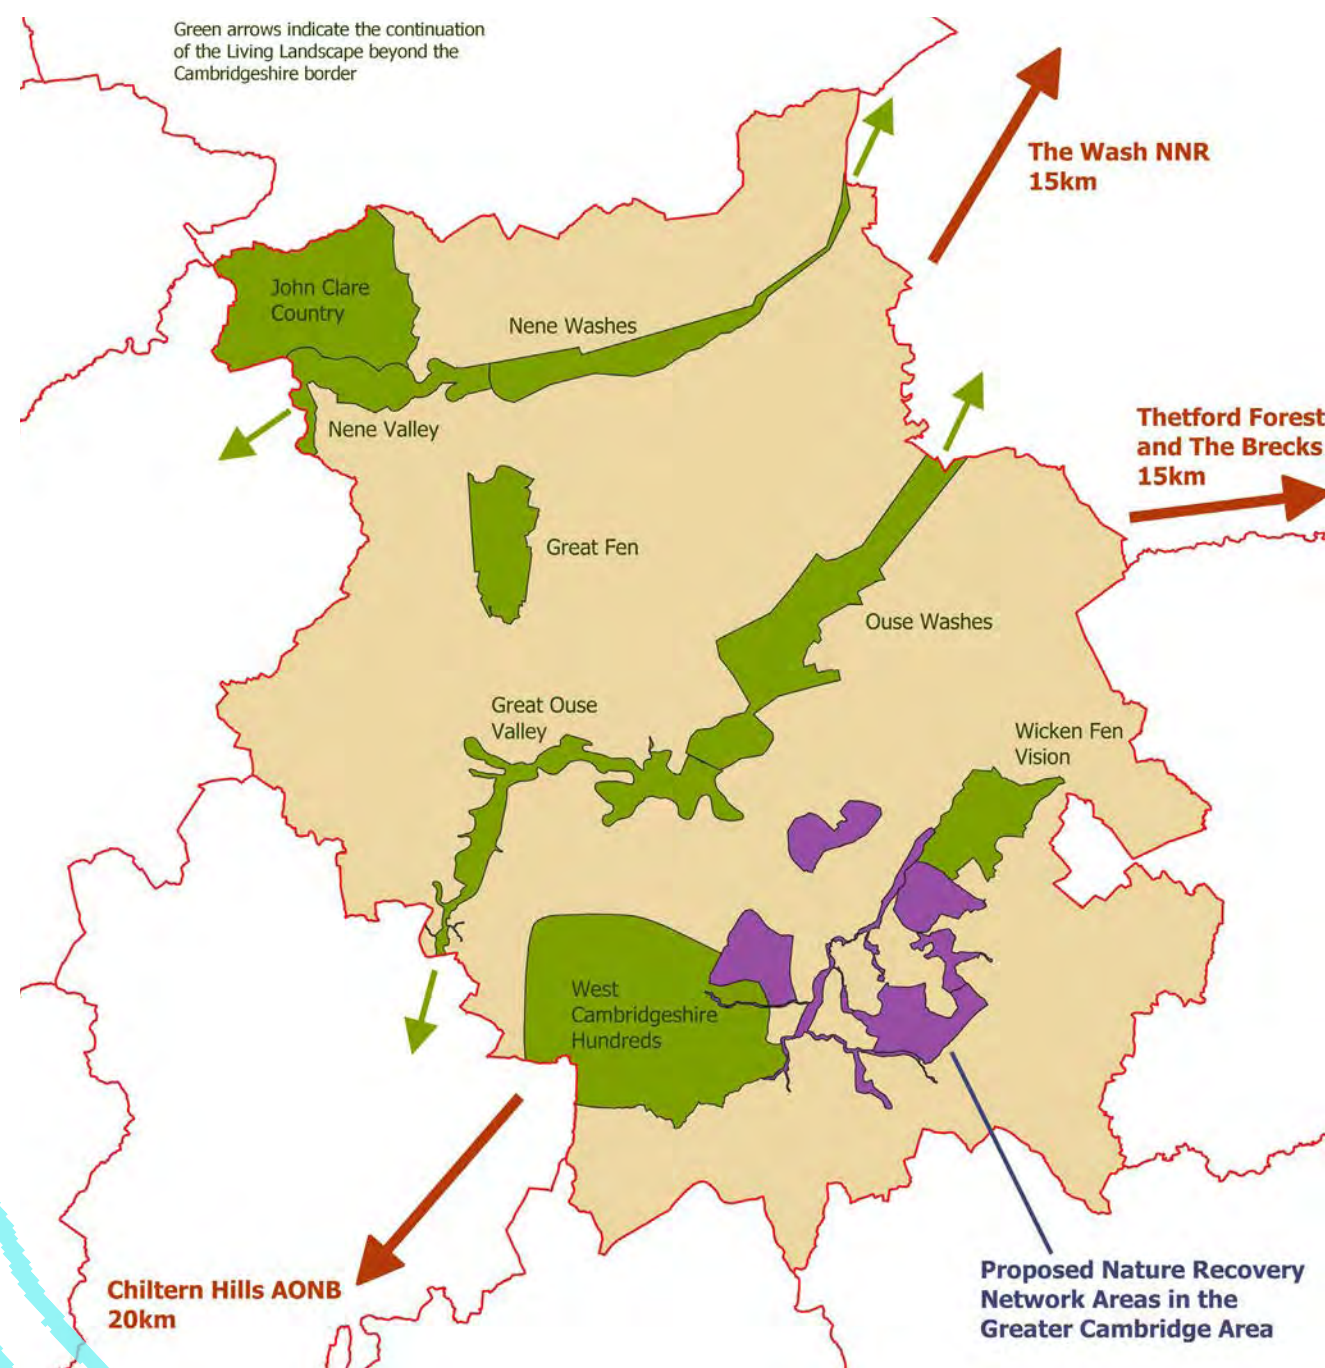 Green arrows indicate the continuation
of the Living Landscape beyond the
Cambridgeshire border
The Wash NNR
15km
John Clare
Country
Nene Washes
Nene Valley
Thetford Forest
and The Brecks
15km
Great Fen
Ouse Washes
Great Ouse
Valley
Wicken Fen
Vision
West
Cambridgeshire
Hundreds
Chiltern Hills AONB
20km
Proposed Nature Recovery
Network Areas in the
Greater Cambridge Area